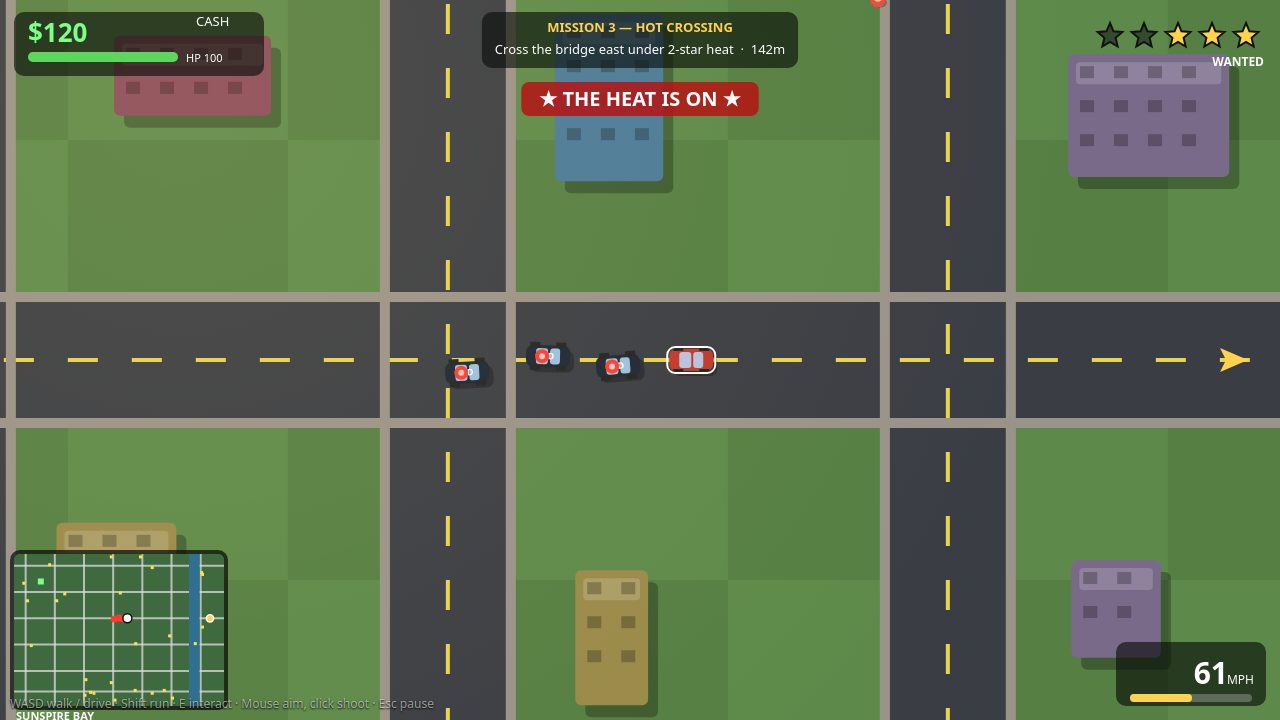 CASH
$120
HP 100
MISSION 3 — HOT CROSSING
Cross the bridge east under 2-star heat · 142m
★ THE HEAT IS ON ★
WANTED
61 MPH
WASD walk / drive · Shift run · E interact · Mouse aim, click shoot · Esc pause
SUNSPIRE BAY